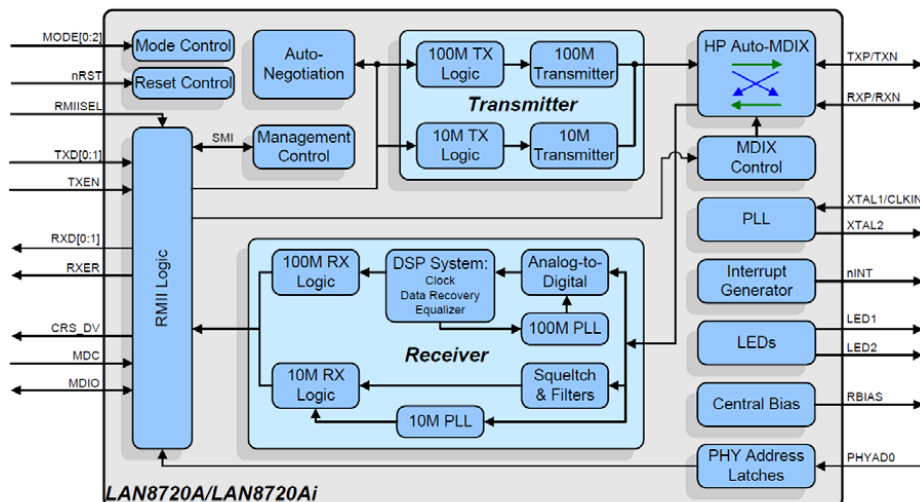 MODE[0:2]
nRST
RMIISEL
TXD[0:1]
TXEN
RXD[0:1]
RXER
CRS_DV
MDC
MDIO
Mode Control
Reset Control
RMII Logic
SMI
Auto-
Negotiation
Management
Control
100M TX
Logic
100M
Transmitter
Transmitter
10M TX
Logic
10M
Transmitter
100M RX
Logic
DSP System:
Clock
Data Recovery
Equalizer
Analog-to-
Digital
100M PLL
Receiver
10M RX
Logic
Squeltch
& Filters
10M PLL
HP Auto-MDIX
MDIX
Control
PLL
Interrupt
Generator
LEDs
Central Bias
PHY Address
Latches
TXP/TXN
RXP/RXN
XTAL1/CLKIN
XTAL2
nINT
LED1
LED2
RBIAS
PHYAD0
LAN8720A/LAN8720Ai